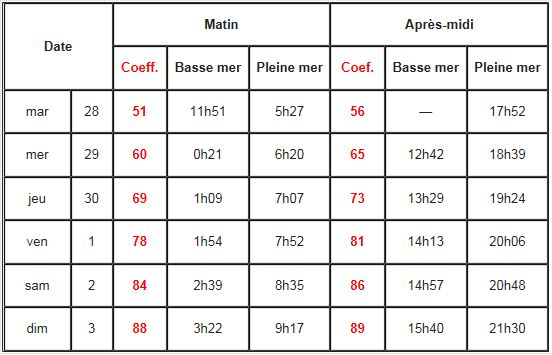 Date Matin Après-midi
Coeff. Basse mer Pleine mer Coef. Basse mer Pleine mer
mar 28 51 11h51 5h27 56 — 17h52
mer 29 60 0h21 6h20 65 12h42 18h39
jeu 30 69 1h09 7h07 73 13h29 19h24
ven 1 78 1h54 7h52 81 14h13 20h06
sam 2 84 2h39 8h35 86 14h57 20h48
dim 3 88 3h22 9h17 89 15h40 21h30